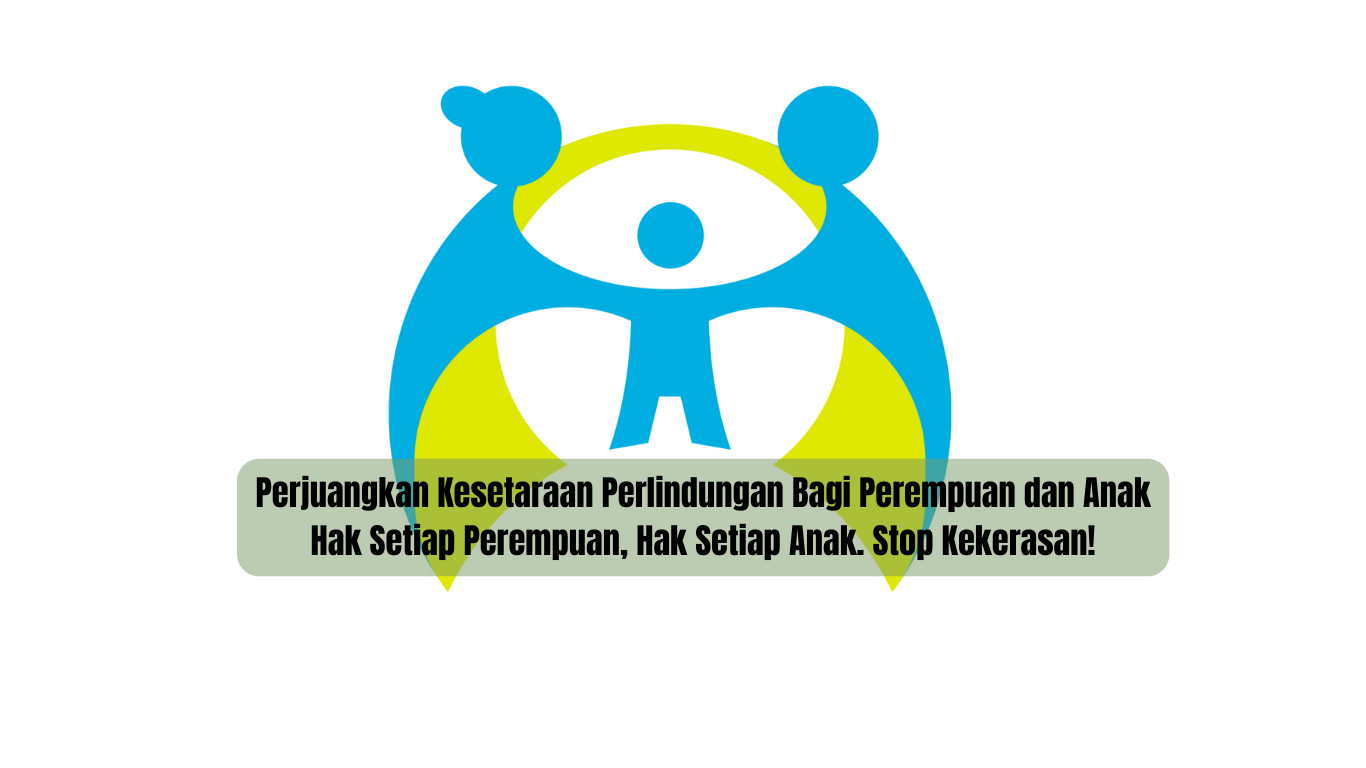 Perjuangkan Kesetaraan Perlindungan Bagi Perempuan dan Anak
Hak Setiap Perempuan, Hak Setiap Anak. Stop Kekerasan!